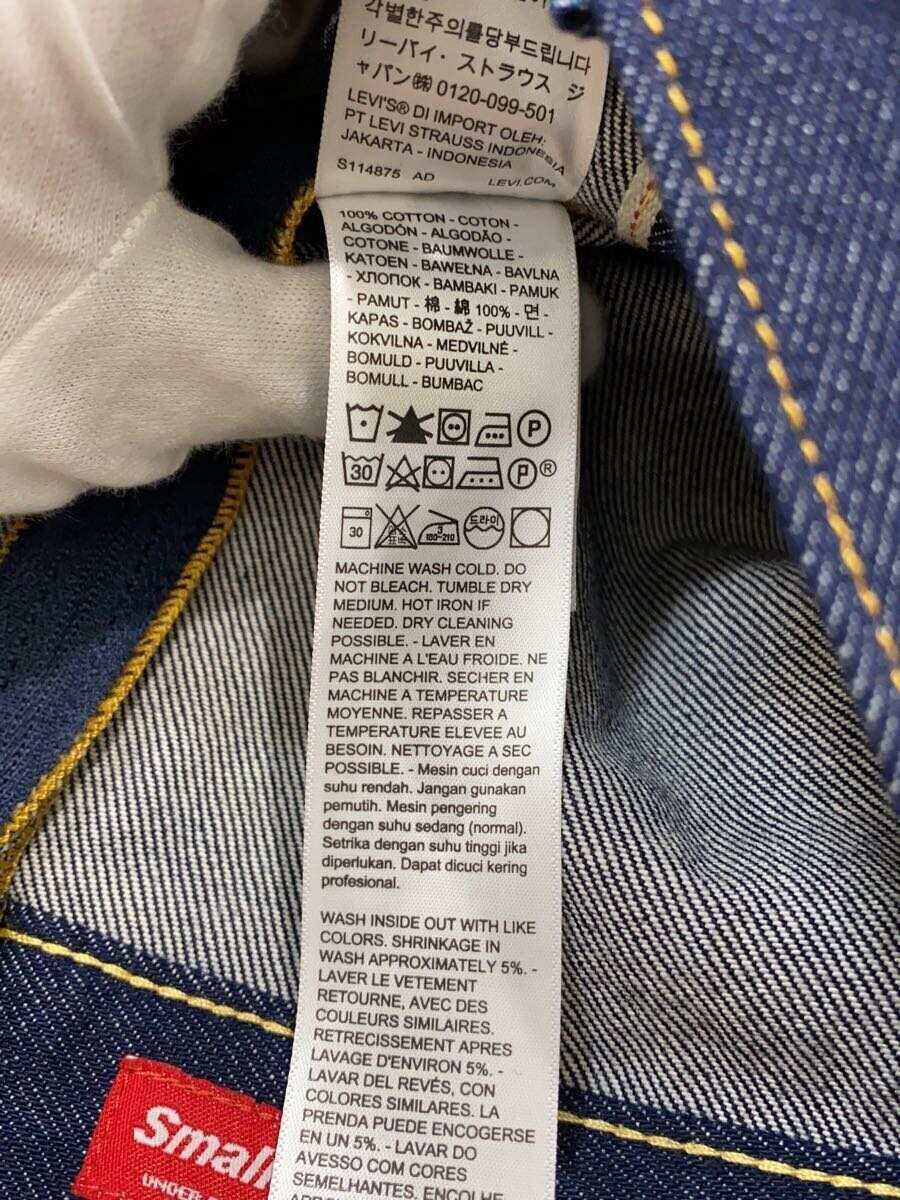 각별한주의를당부드립니다
リーバイ・ストラウス ジ
ャパン㈱ 0120-099-501
LEVI'S® DI IMPORT OLEH:
PT LEVI STRAUSS INDONESIA
JAKARTA - INDONESIA
S114875 AD LEVI.COM
100% COTTON - COTON -
ALGODÓN - ALGODÃO -
COTONE - BAUMWOLLE -
KATOEN - BAWEŁNA - BAVLNA
- ХЛОПОК - BAMBAKI - PAMUK
- PAMUT - 棉 - 綿 100% - 면 -
KAPAS - BOMBAŽ - PUUVILL -
KOKVILNA - MEDVILNĖ -
BOMULD - PUUVILLA -
BOMULL - BUMBAC
P
30 P®
30 3 180-210 드라이
MACHINE WASH COLD. DO
NOT BLEACH. TUMBLE DRY
MEDIUM. HOT IRON IF
NEEDED. DRY CLEANING
POSSIBLE. - LAVER EN
MACHINE A L'EAU FROIDE. NE
PAS BLANCHIR. SECHER EN
MACHINE A TEMPERATURE
MOYENNE. REPASSER A
TEMPERATURE ELEVEE AU
BESOIN. NETTOYAGE A SEC
POSSIBLE. - Mesin cuci dengan
suhu rendah. Jangan gunakan
pemutih. Mesin pengering
dengan suhu sedang (normal).
Setrika dengan suhu tinggi jika
diperlukan. Dapat dicuci kering
profesional.
WASH INSIDE OUT WITH LIKE
COLORS. SHRINKAGE IN
WASH APPROXIMATELY 5%. -
LAVER LE VETEMENT
RETOURNE, AVEC DES
COULEURS SIMILAIRES.
RETRECISSEMENT APRES
LAVAGE D'ENVIRON 5%. -
LAVAR DEL REVÉS, CON
COLORES SIMILARES. LA
PRENDA PUEDE ENCOGERSE
EN UN 5%. - LAVAR DO
AVESSO COM CORES
SEMELHANTES. ENCOLHE
Small
UNDER